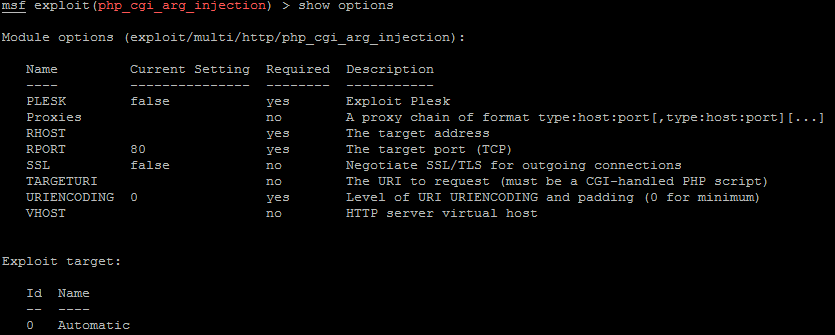 msf exploit(php_cgi_arg_injection) > show options
Module options (exploit/multi/http/php_cgi_arg_injection):
Name Current Setting Required Description
---- --------------- -------- -----------
PLESK false yes Exploit Plesk
Proxies no A proxy chain of format type:host:port[,type:host:port][...]
RHOST yes The target address
RPORT 80 yes The target port (TCP)
SSL false no Negotiate SSL/TLS for outgoing connections
TARGETURI no The URI to request (must be a CGI-handled PHP script)
URIENCODING 0 yes Level of URI URIENCODING and padding (0 for minimum)
VHOST no HTTP server virtual host
Exploit target:
Id Name
-- ----
0 Automatic